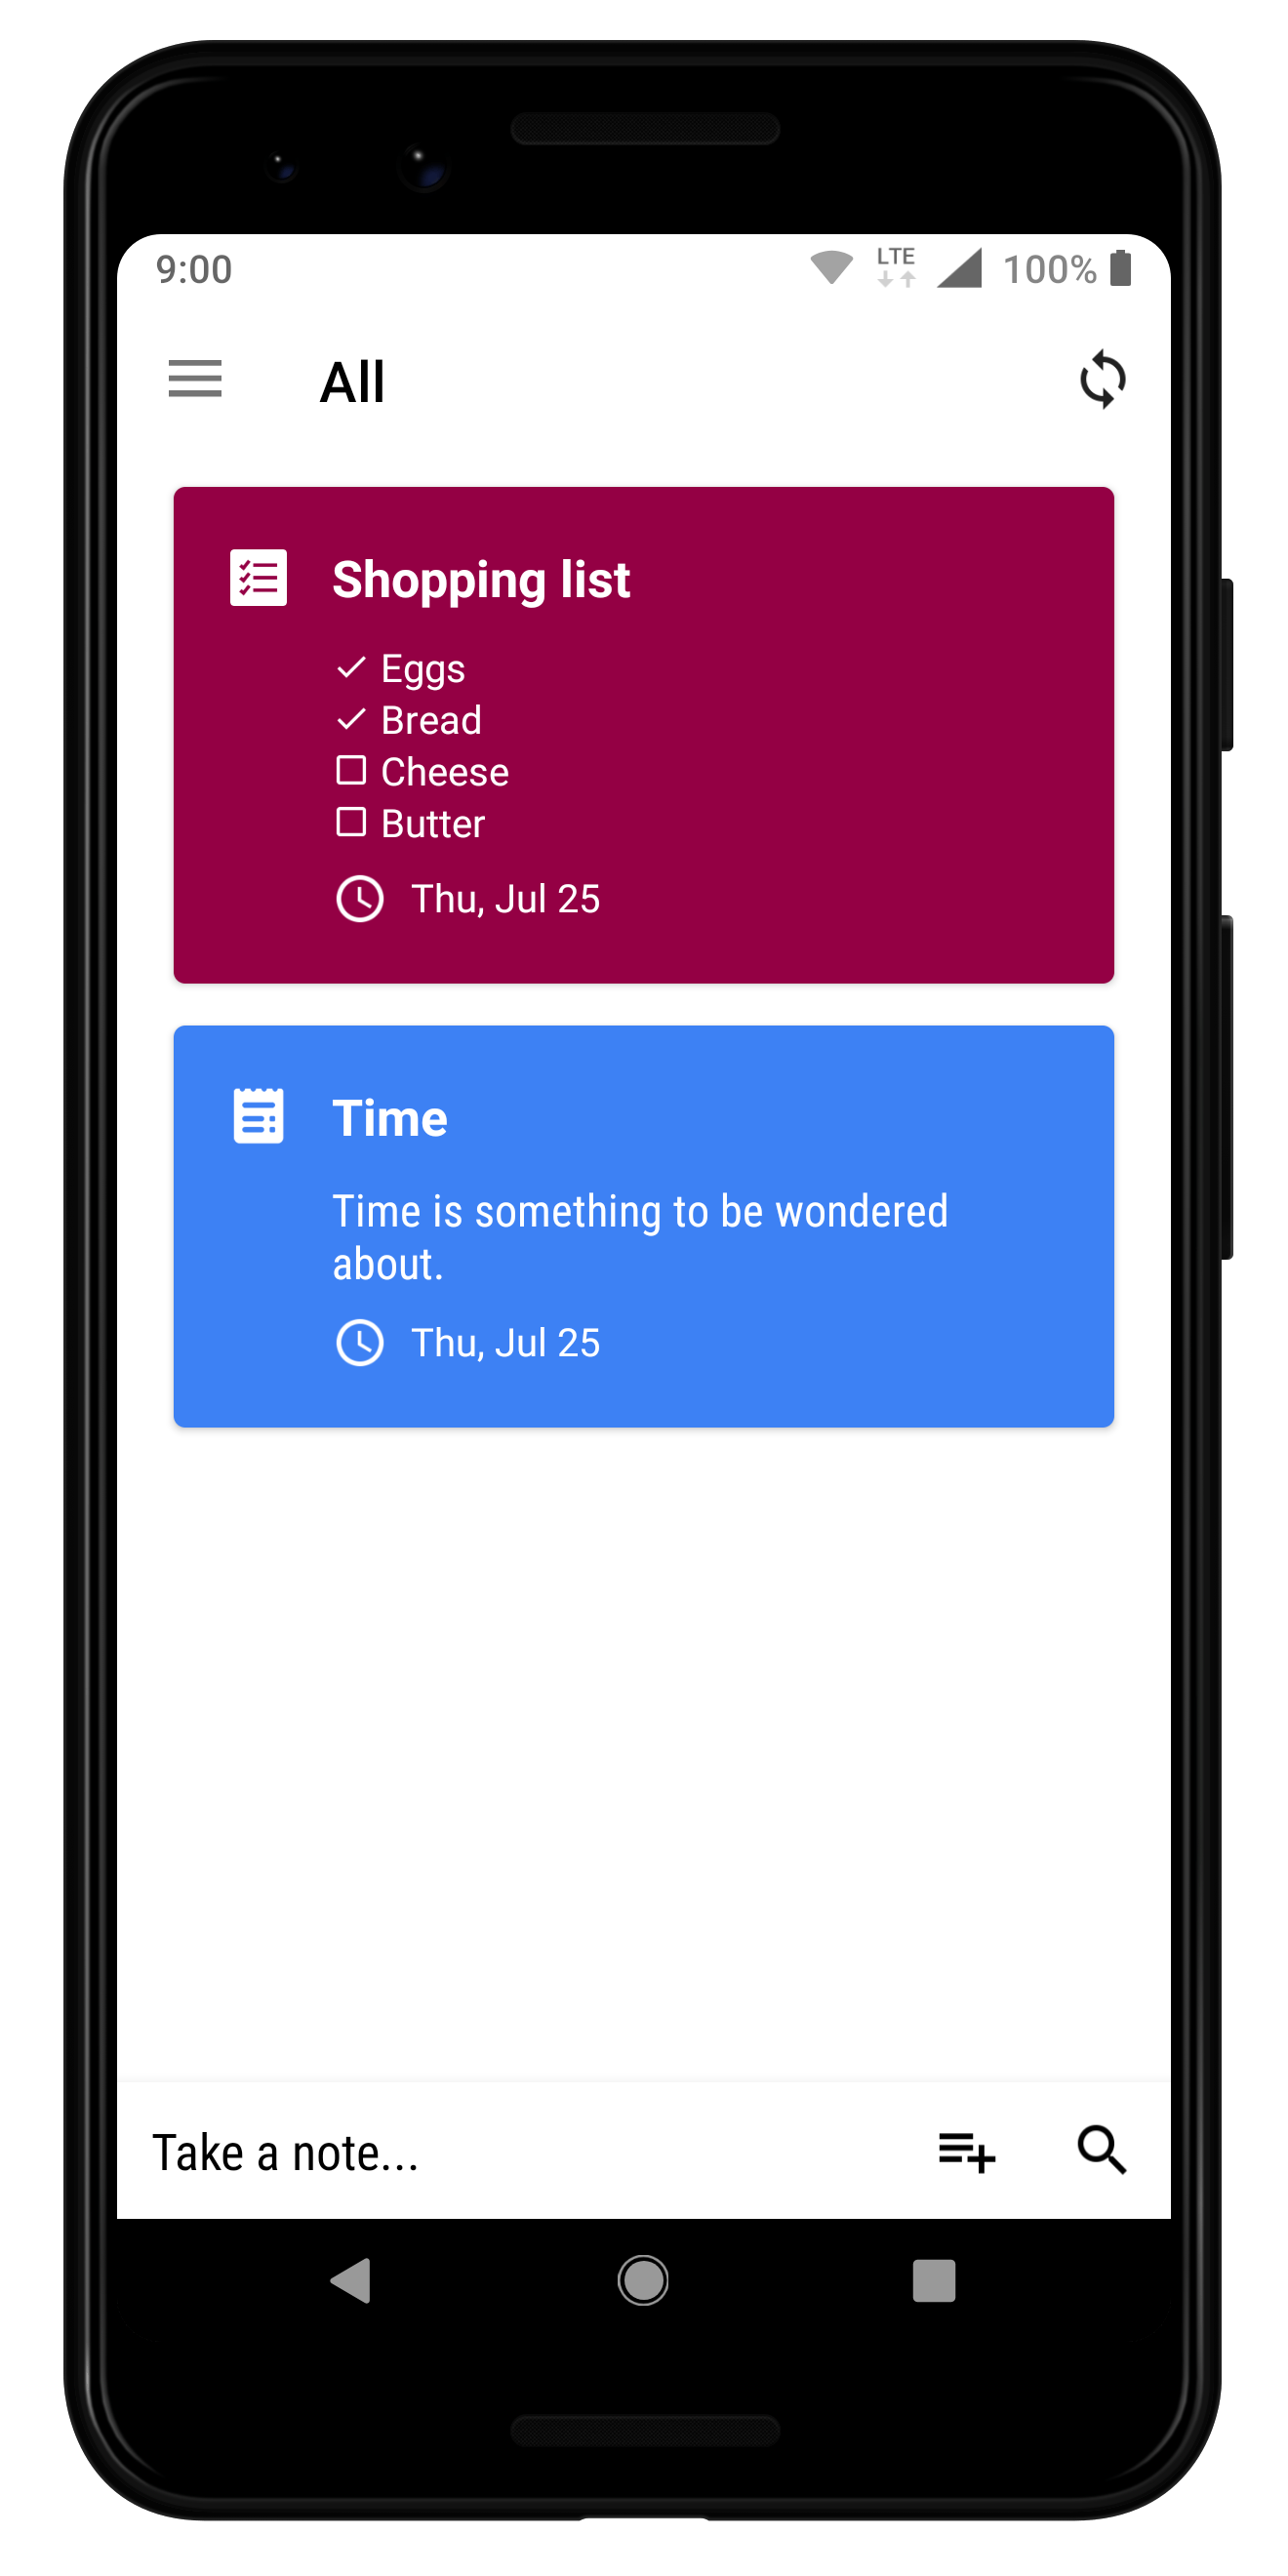 9:00 LTE 100%
All
Shopping list
Eggs
Bread
Cheese
Butter
Thu, Jul 25
Time
Time is something to be wondered
about.
Thu, Jul 25
Take a note...